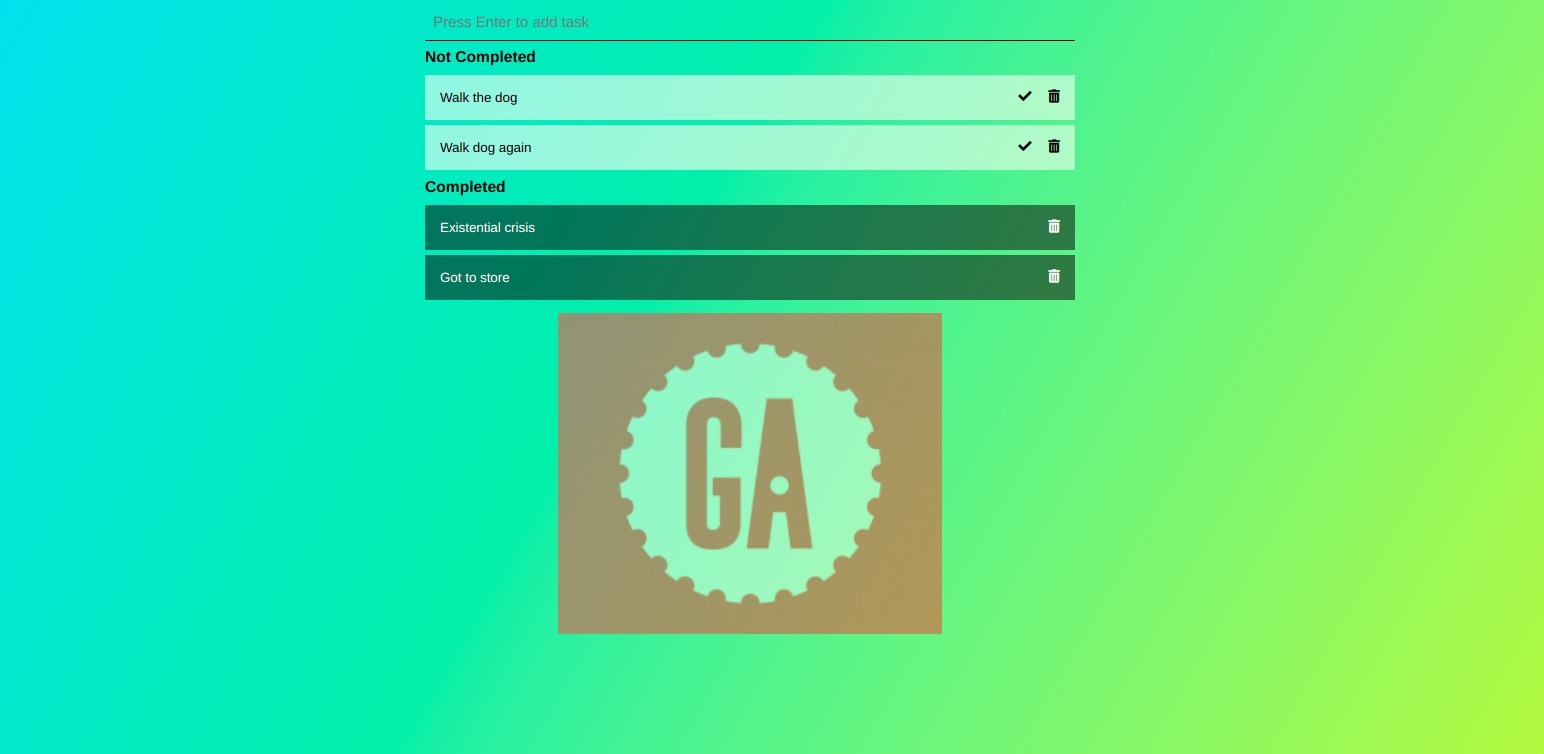 Press Enter to add task
Not Completed
Walk the dog
Walk dog again
Completed
Existential crisis
Got to store
GA